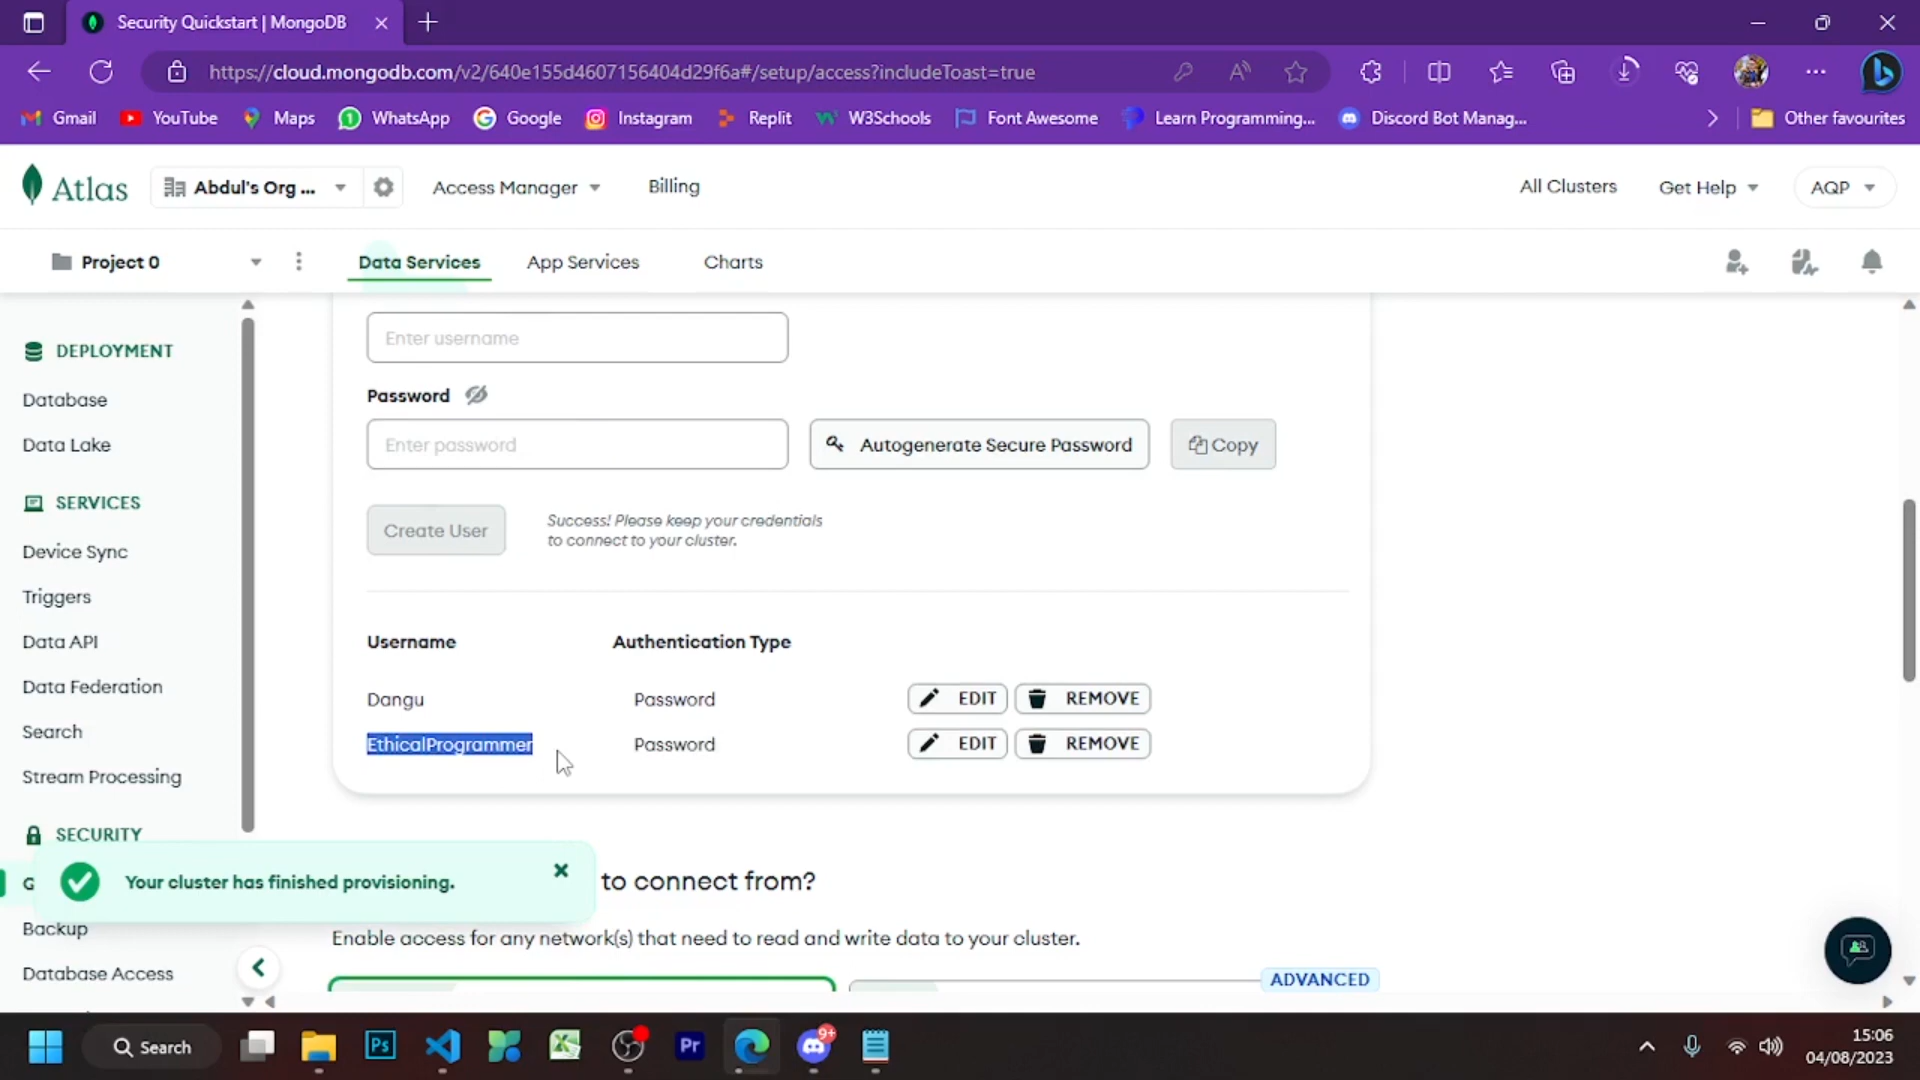 Security Quickstart | MongoDB
https://cloud.mongodb.com/v2/640e155d4607156404d29f6a#/setup/access?includeToast=true
Gmail YouTube Maps WhatsApp Google Instagram Replit W3Schools Font Awesome Learn Programming... Discord Bot Manag... Other favourites
Atlas Abdul's Org ... Access Manager Billing All Clusters Get Help AQP
Project 0 Data Services App Services Charts
DEPLOYMENT
Database
Data Lake
SERVICES
Device Sync
Triggers
Data API
Data Federation
Search
Stream Processing
SECURITY
G
Backup
Database Access
Enter username
Password
Enter password
Autogenerate Secure Password
Copy
Create User
Success! Please keep your credentials
to connect to your cluster.
Username Authentication Type
Dangu Password EDIT REMOVE
EthicalProgrammer Password EDIT REMOVE
Your cluster has finished provisioning.
to connect from?
Enable access for any network(s) that need to read and write data to your cluster.
ADVANCED
Search
Ps
Pr
9+
15:06
04/08/2023